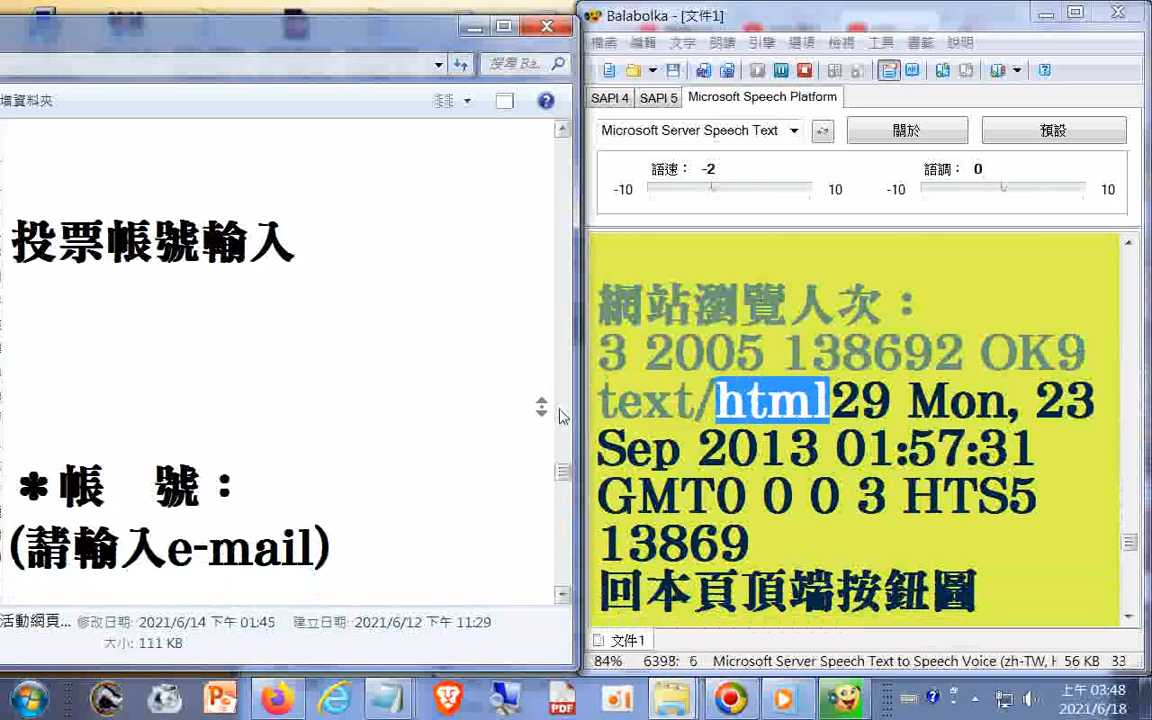 搜尋 Ba...
增資料夾
投票帳號輸入
＊帳　號：
(請輸入e-mail)
活動網頁... 修改日期: 2021/6/14 下午 01:45 建立日期: 2021/6/12 下午 11:29
大小: 111 KB
Balabolka - [文件1]
檔案 編輯 文字 朗讀 引擎 選項 檢視 工具 書籤 說明
SAPI 4 SAPI 5 Microsoft Speech Platform
Microsoft Server Speech Text 關於 預設
語速： -2 語調： 0
-10 10 -10 10
網站瀏覽人次：
3 2005 138692 OK9
text/html29 Mon, 23
Sep 2013 01:57:31
GMT0 0 0 3 HTS5
13869
回本頁頂端按鈕圖
文件1
84% 6398: 6 Microsoft Server Speech Text to Speech Voice (zh-TW, H 56 KB 33
PDF
上午 03:48
2021/6/18